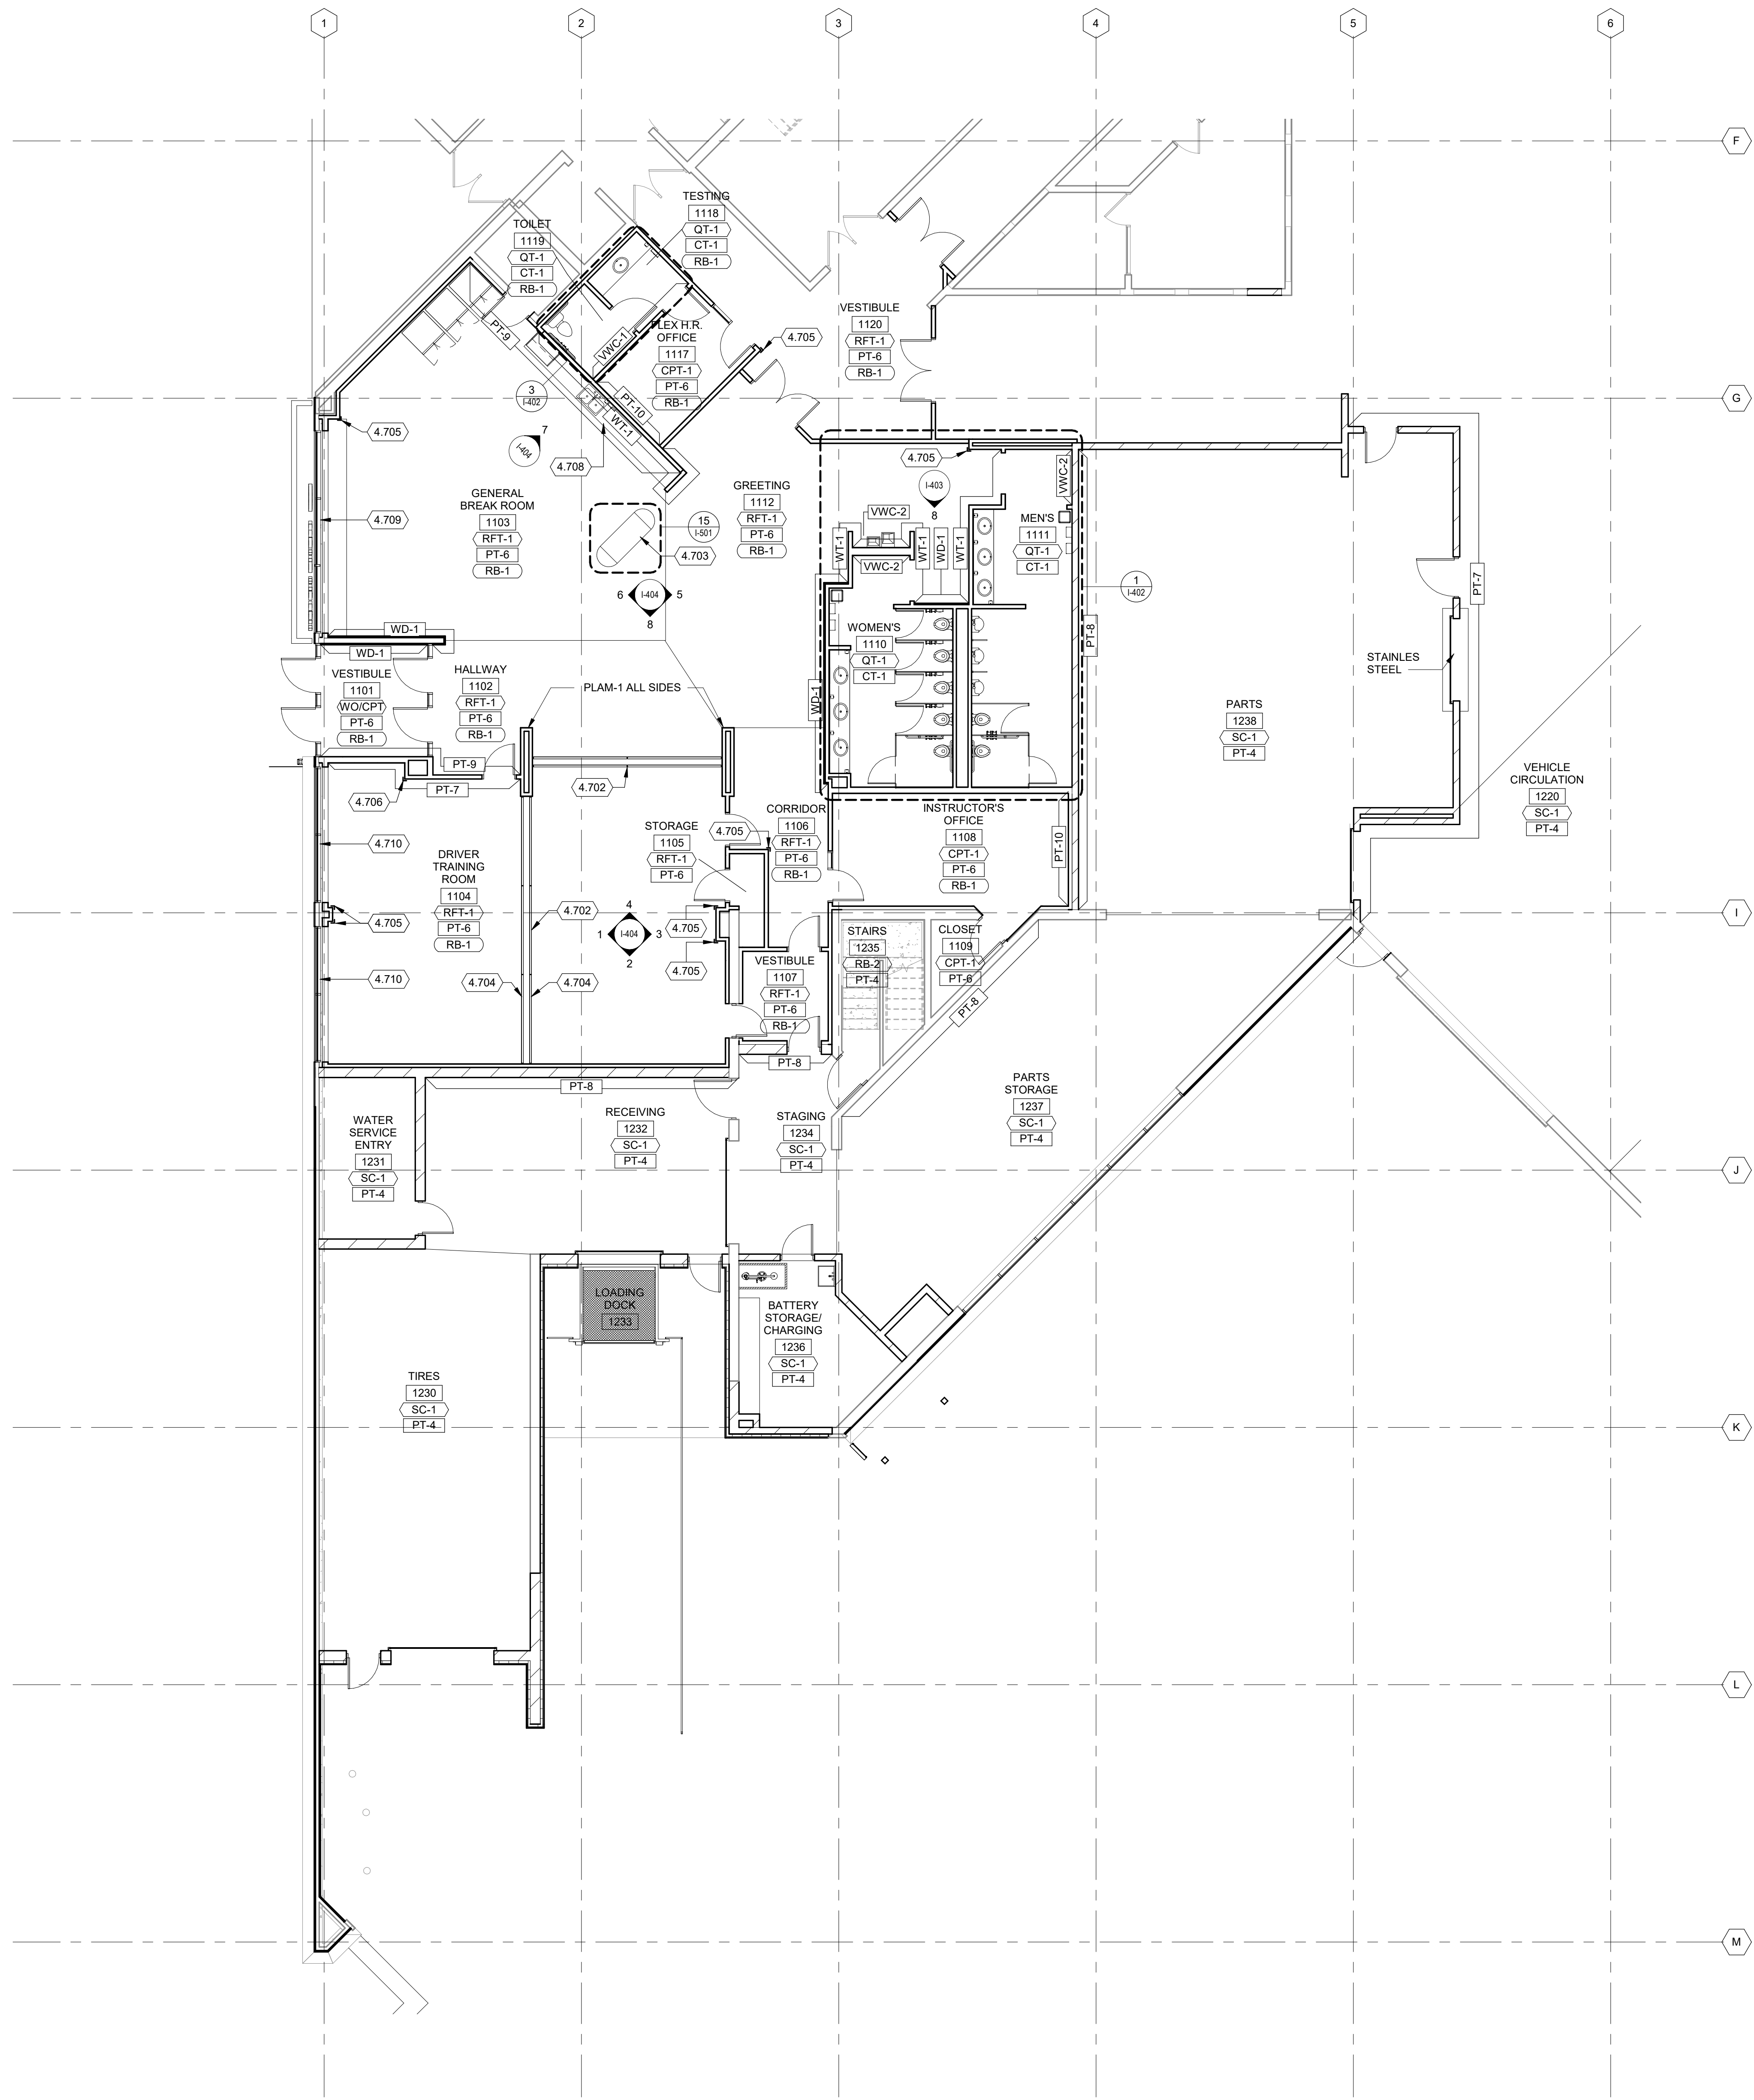 1
2
3
4
5
6
F
TESTING
1118
QT-1
CT-1
RB-1
TOILET
1119
QT-1
CT-1
RB-1
VESTIBULE
1120
RFT-1
PT-6
RB-1
4.705
PT-9
VWC-1
FLEX H.R.
OFFICE
1117
CPT-1
PT-6
RB-1
3
I-402
PT-10
WT-1
G
4.705
7
I-404
4.708
4.705
I-403
8
VWC-2
GENERAL
BREAK ROOM
1103
RFT-1
PT-6
RB-1
4.709
GREETING
1112
RFT-1
PT-6
RB-1
15
I-501
4.703
VWC-2
WT-1
WT-1
WD-1
WT-1
VWC-2
MEN'S
1111
QT-1
CT-1
1
I-402
PT-7
6
I-404
5
8
WD-1
WD-1
WOMEN'S
1110
QT-1
CT-1
PT-8
STAINLES
STEEL
VESTIBULE
1101
WO/CPT
PT-6
RB-1
HALLWAY
1102
RFT-1
PT-6
RB-1
PLAM-1 ALL SIDES
WD-1
PARTS
1238
SC-1
PT-4
PT-9
PT-7
4.706
4.702
VEHICLE
CIRCULATION
1220
SC-1
PT-4
4.710
STORAGE
1105
RFT-1
PT-6
4.705
CORRIDOR
1106
RFT-1
PT-6
RB-1
INSTRUCTOR'S
OFFICE
1108
CPT-1
PT-6
RB-1
PT-10
DRIVER
TRAINING
ROOM
1104
RFT-1
PT-6
RB-1
4.705
4.702
4
1
I-404
3
2
4.705
4.705
I
STAIRS
1235
RB-2
PT-4
CLOSET
1109
CPT-1
PT-6
4.710
4.704
4.704
VESTIBULE
1107
RFT-1
PT-6
RB-1
PT-8
PT-8
PT-8
PARTS
STORAGE
1237
SC-1
PT-4
WATER
SERVICE
ENTRY
1231
SC-1
PT-4
RECEIVING
1232
SC-1
PT-4
STAGING
1234
SC-1
PT-4
J
LOADING
DOCK
1233
BATTERY
STORAGE/
CHARGING
1236
SC-1
PT-4
TIRES
1230
SC-1
PT-4
K
L
M